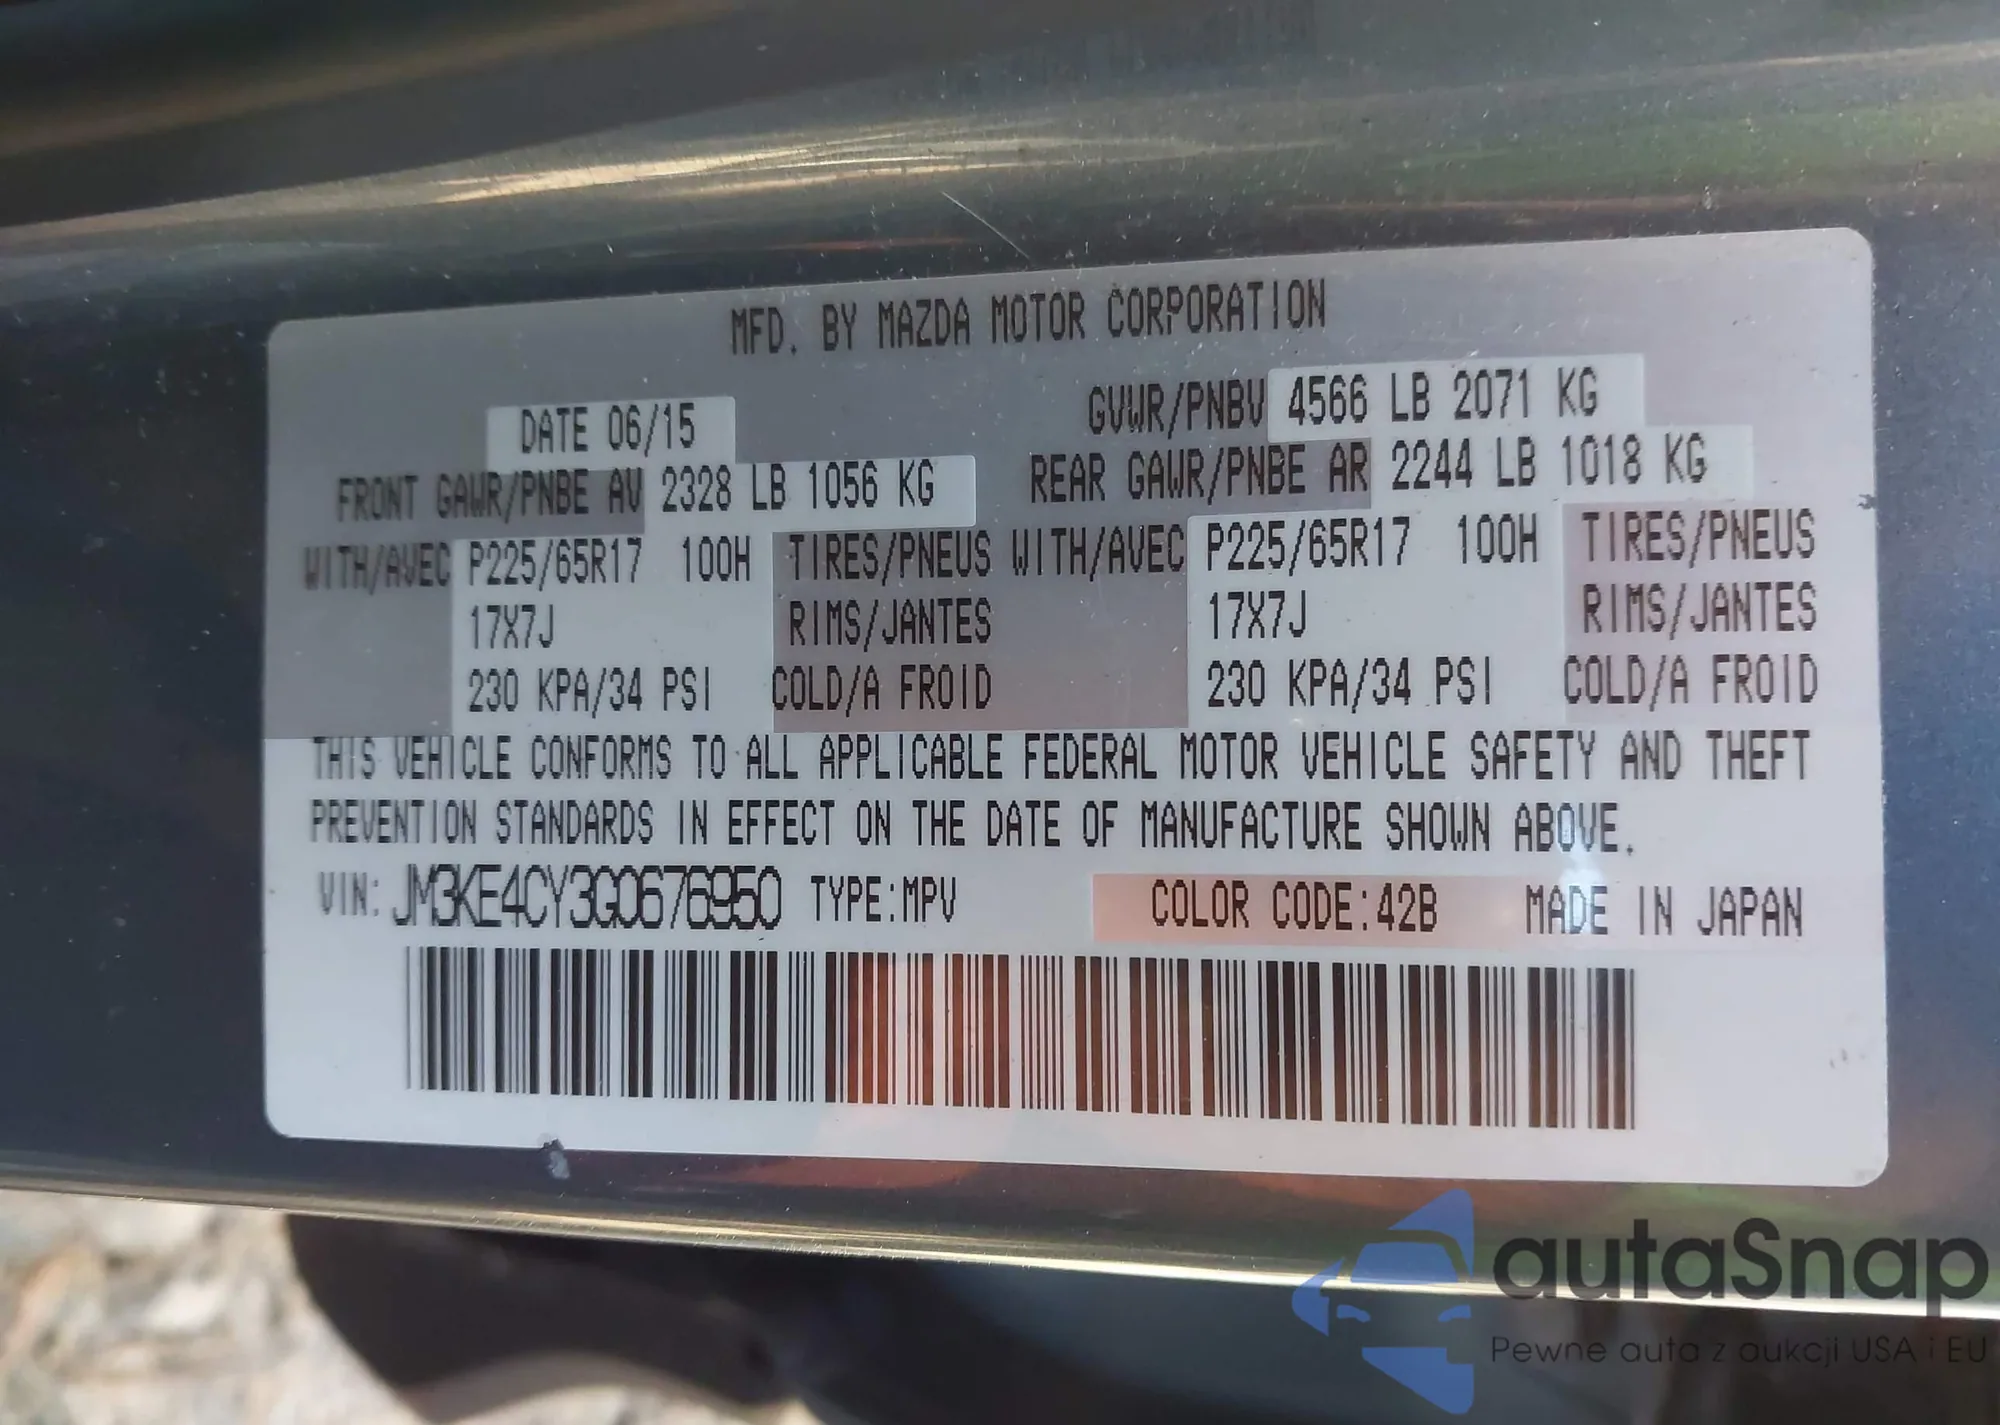 MFD. BY MAZDA MOTOR CORPORATION
DATE 06/15 GVWR/PNBV 4566 LB 2071 KG
FRONT GAWR/PNBE AV 2328 LB 1056 KG REAR GAWR/PNBE AR 2244 LB 1018 KG
WITH/AVEC P225/65R17 100H TIRES/PNEUS WITH/AVEC P225/65R17 100H TIRES/PNEUS
17X7J RIMS/JANTES 17X7J RIMS/JANTES
230 KPA/34 PSI COLD/A FROID 230 KPA/34 PSI COLD/A FROID
THIS VEHICLE CONFORMS TO ALL APPLICABLE FEDERAL MOTOR VEHICLE SAFETY AND THEFT
PREVENTION STANDARDS IN EFFECT ON THE DATE OF MANUFACTURE SHOWN ABOVE.
VIN: JM3KE4CY3G0676950 TYPE:MPV COLOR CODE:42B MADE IN JAPAN
autaSnap
Pewne auta z aukcji USA i EU